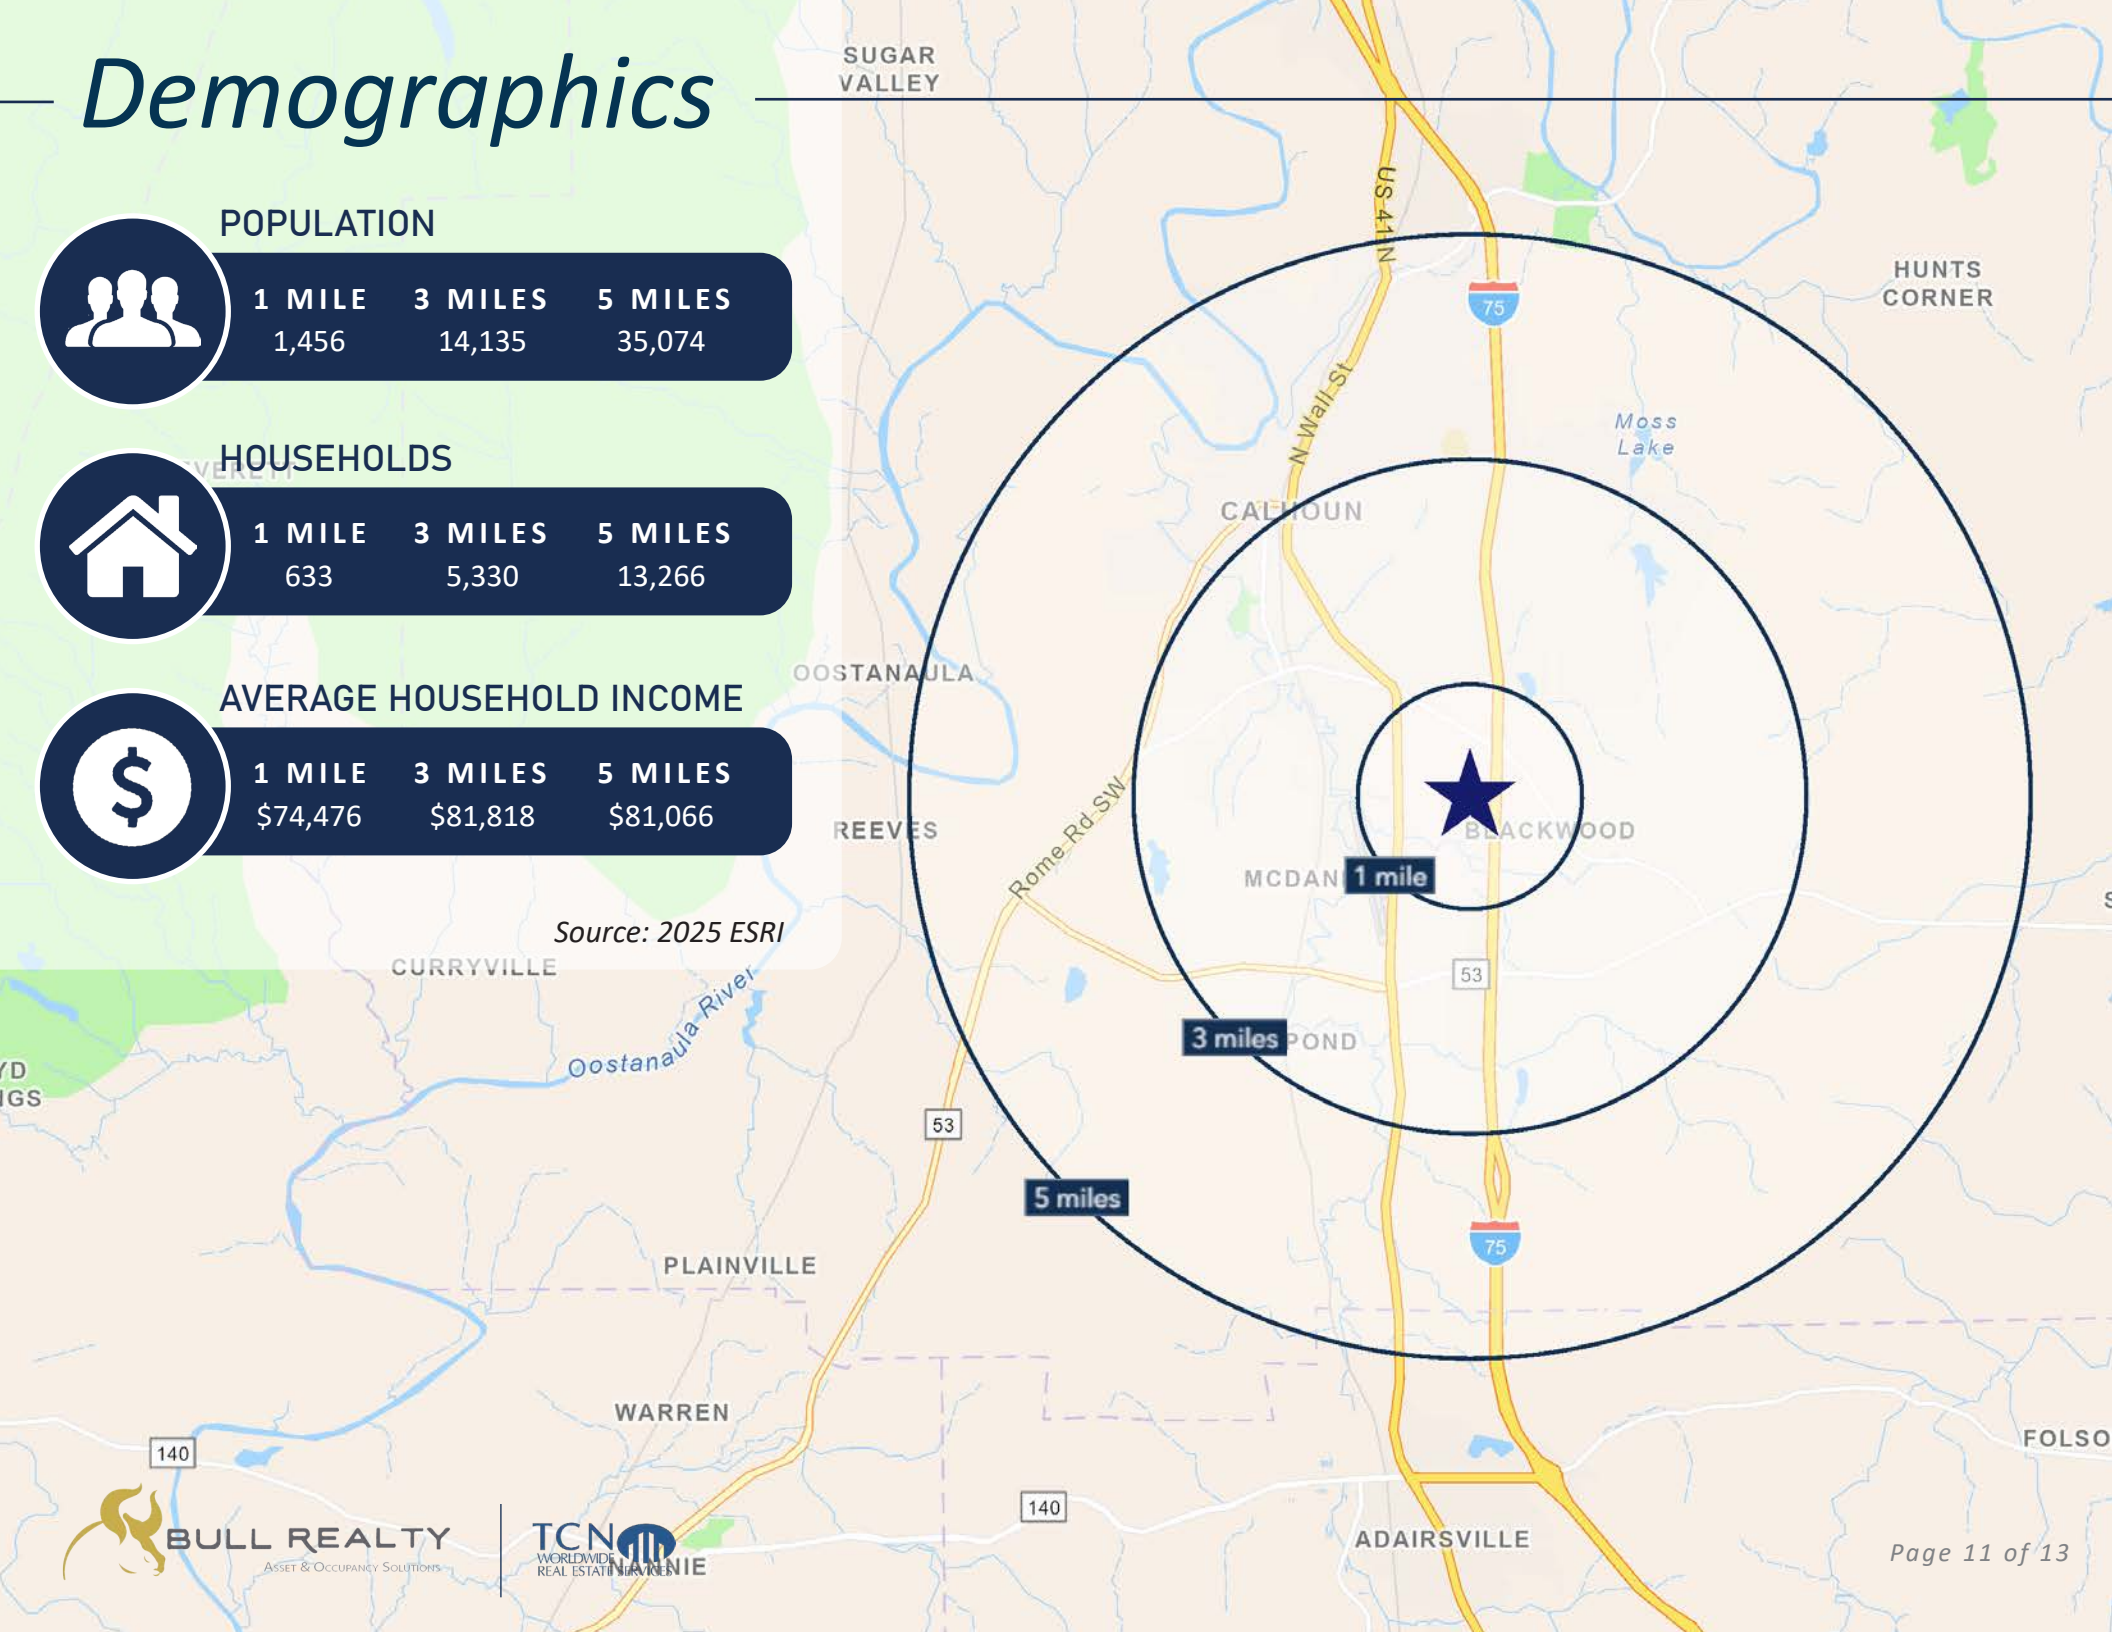 Demographics
POPULATION
1 MILE 3 MILES 5 MILES
1,456 14,135 35,074
HOUSEHOLDS
1 MILE 3 MILES 5 MILES
633 5,330 13,266
AVERAGE HOUSEHOLD INCOME
1 MILE 3 MILES 5 MILES
$74,476 $81,818 $81,066
Source: 2025 ESRI
SUGAR
VALLEY
US 41 N
HUNTS
CORNER
75
N Wall St
Moss
Lake
CALHOUN
OOSTANAULA
REEVES
Rome Rd SW
BLACKWOOD
MCDAN
1 mile
53
3 miles
POND
CURRYVILLE
Oostanaula River
53
5 miles
75
PLAINVILLE
WARREN
140
140
FOLSO
ADAIRSVILLE
BULL REALTY
ASSET & OCCUPANCY SOLUTIONS
TCN
WORLDWIDE
REAL ESTATE SERVICES
Page 11 of 13